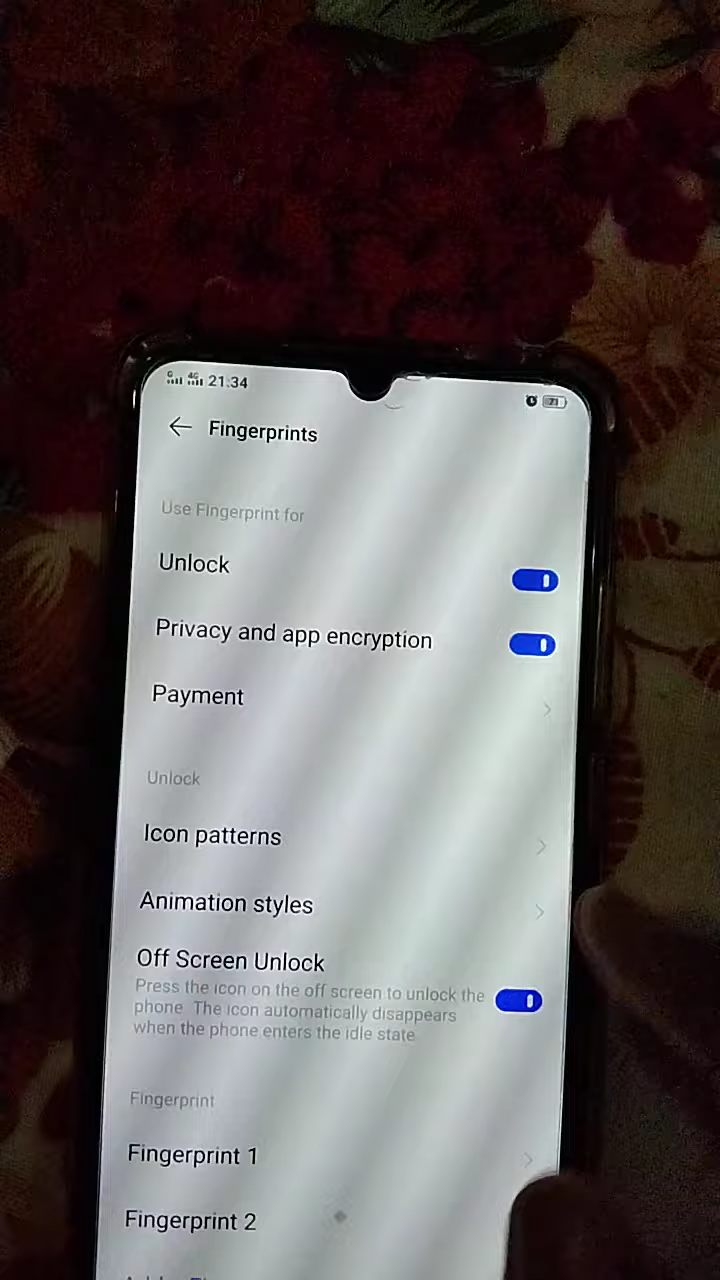 G 4G 21:34
71
Fingerprints
Use Fingerprint for
Unlock
Privacy and app encryption
Payment
Unlock
Icon patterns
Animation styles
Off Screen Unlock
Press the icon on the off screen to unlock the
phone. The icon automatically disappears
when the phone enters the idle state.
Fingerprint
Fingerprint 1
Fingerprint 2